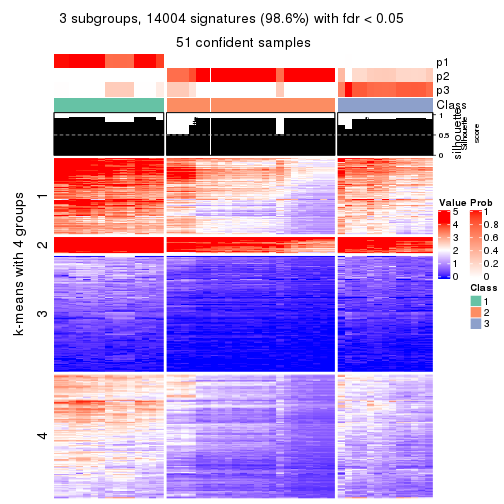 3 subgroups, 14004 signatures (98.6%) with fdr < 0.05
51 confident samples
p1
p2
p3
Class
1
0.5
0
silhouette
Silhouette
score
k-means with 4 groups
1
2
3
4
Value
5
4
3
2
1
0
Prob
1
0.8
0.6
0.4
0.2
0
Class
1
2
3